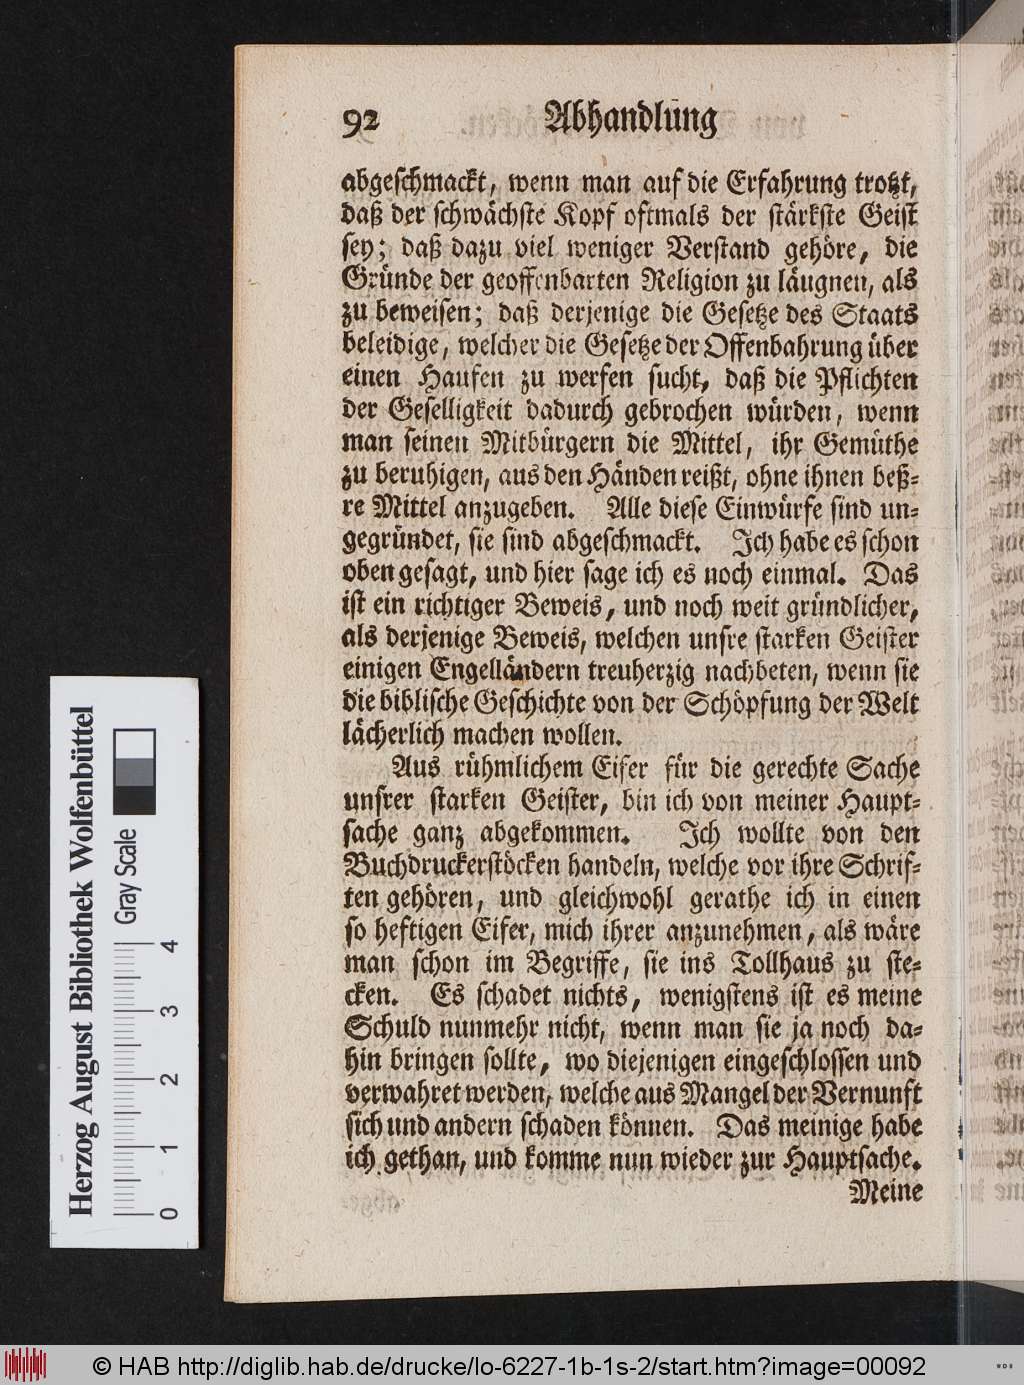 92 Abhandlung
abgeschmackt, wenn man auf die Erfahrung trotzt,
daß der schwächste Kopf oftmals der stärkste Geist
sey; daß dazu viel weniger Verstand gehöre, die
Gründe der geoffenbarten Religion zu läugnen, als
zu beweisen; daß derjenige die Gesetze des Staats
beleidige, welcher die Gesetze der Offenbahrung über
einen Haufen zu werfen sucht, daß die Pflichten
der Geselligkeit dadurch gebrochen würden, wenn
man seinen Mitbürgern die Mittel, ihr Gemüthe
zu beruhigen, aus den Händen reißt, ohne ihnen beß-
re Mittel anzugeben. Alle diese Einwürfe sind un-
gegründet, sie sind abgeschmackt. Ich habe es schon
oben gesagt, und hier sage ich es noch einmal. Das
ist ein richtiger Beweis, und noch weit gründlicher,
als derjenige Beweis, welchen unsre starken Geister
einigen Engelländern treuherzig nachbeten, wenn sie
die biblische Geschichte von der Schöpfung der Welt
lächerlich machen wollen.
Aus rühmlichem Eifer für die gerechte Sache
unsrer starken Geister, bin ich von meiner Haupt-
sache ganz abgekommen. Ich wollte von den
Buchdruckerstöcken handeln, welche vor ihre Schrif-
ten gehören, und gleichwohl gerathe ich in einen
so heftigen Eifer, mich ihrer anzunehmen, als wäre
man schon im Begriffe, sie ins Tollhaus zu ste-
cken. Es schadet nichts, wenigstens ist es meine
Schuld nunmehr nicht, wenn man sie ja noch da-
hin bringen sollte, wo diejenigen eingeschlossen und
verwahret werden, welche aus Mangel der Vernunft
sich und andern schaden können. Das meinige habe
ich gethan, und komme nun wieder zur Hauptsache.
Meine
Herzog August Bibliothek Wolfenbüttel
Gray Scale
0 1 2 3 4
© HAB http://diglib.hab.de/drucke/lo-6227-1b-1s-2/start.htm?image=00092